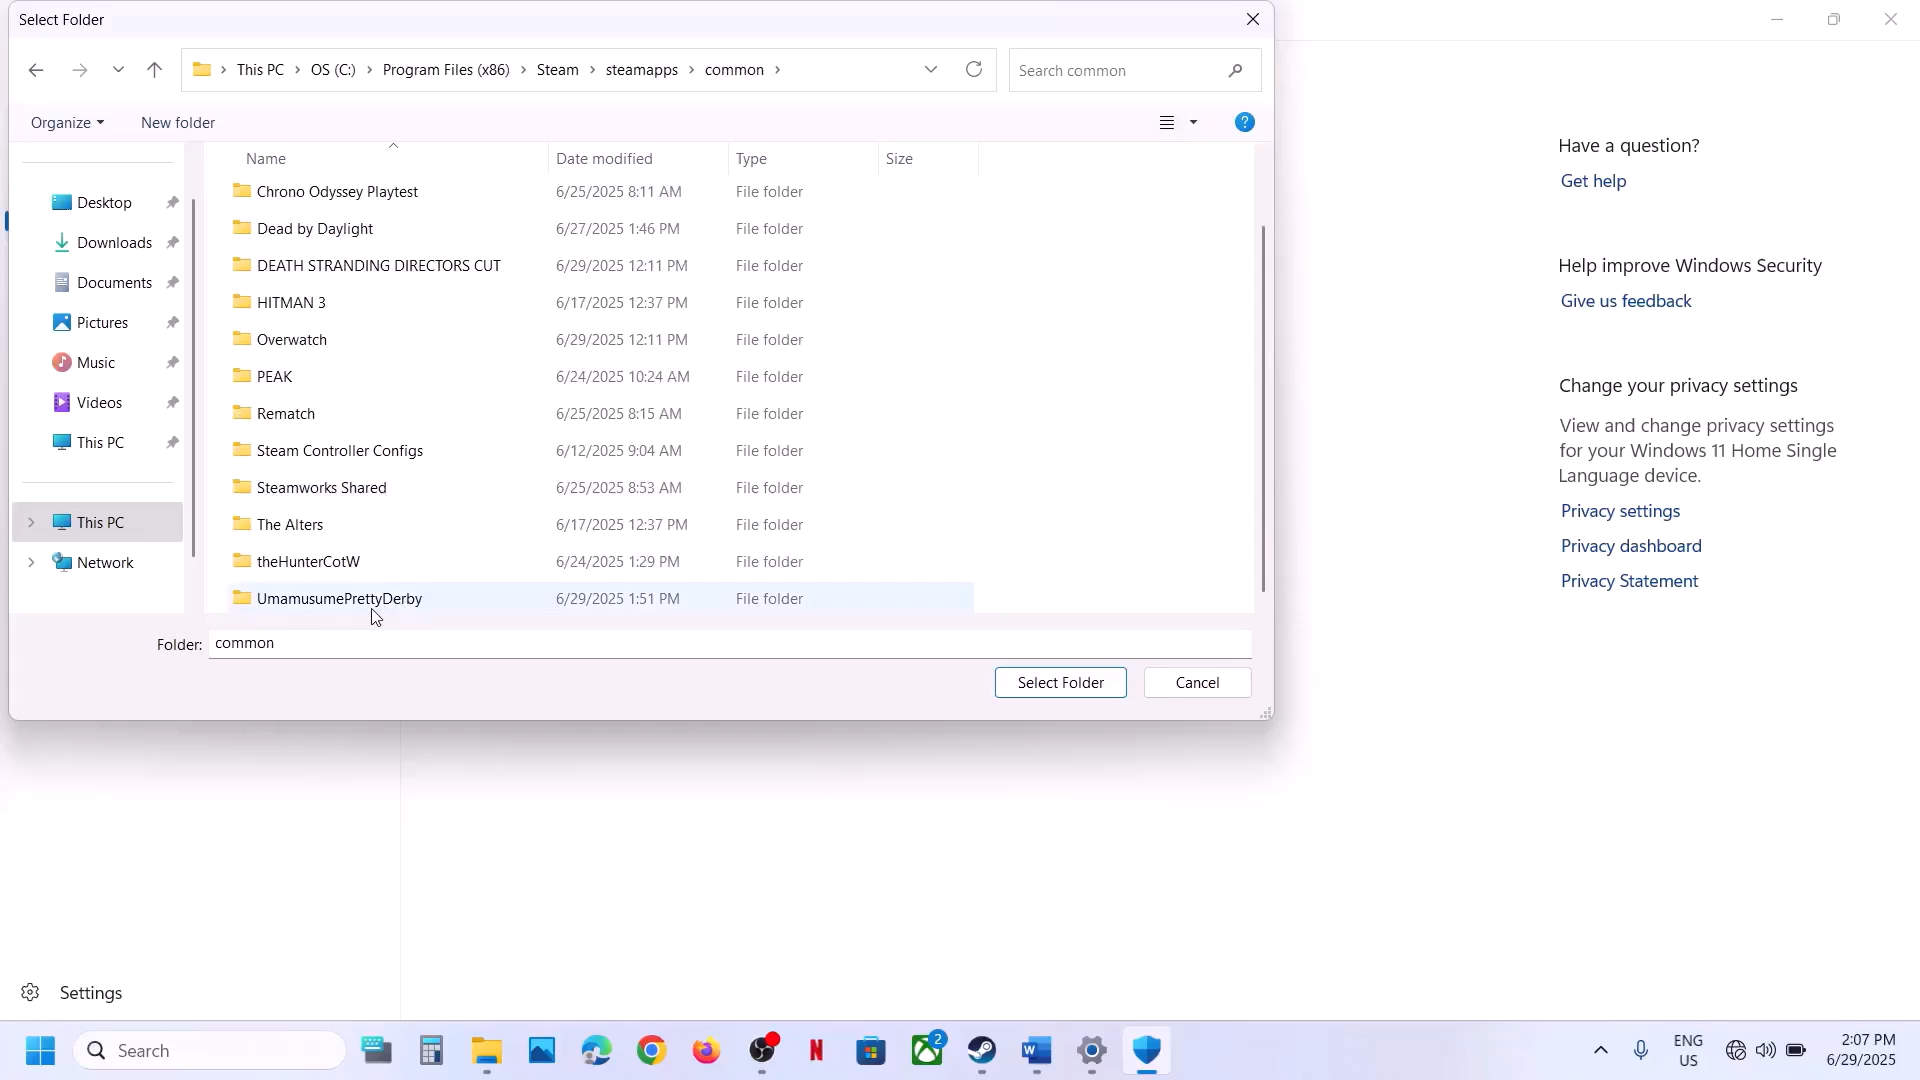 Select Folder
This PC > OS (C:) > Program Files (x86) > Steam > steamapps > common >
Search common
Organize
New folder
Name
Date modified
Type
Size
Desktop
Downloads
Documents
Pictures
Music
Videos
This PC
This PC
Network
Chrono Odyssey Playtest 6/25/2025 8:11 AM File folder
Dead by Daylight 6/27/2025 1:46 PM File folder
DEATH STRANDING DIRECTORS CUT 6/29/2025 12:11 PM File folder
HITMAN 3 6/17/2025 12:37 PM File folder
Overwatch 6/29/2025 12:11 PM File folder
PEAK 6/24/2025 10:24 AM File folder
Rematch 6/25/2025 8:15 AM File folder
Steam Controller Configs 6/12/2025 9:04 AM File folder
Steamworks Shared 6/25/2025 8:53 AM File folder
The Alters 6/17/2025 12:37 PM File folder
theHunterCotW 6/24/2025 1:29 PM File folder
UmamusumePrettyDerby 6/29/2025 1:51 PM File folder
Folder: common
Select Folder
Cancel
Have a question?
Get help
Help improve Windows Security
Give us feedback
Change your privacy settings
View and change privacy settings
for your Windows 11 Home Single
Language device.
Privacy settings
Privacy dashboard
Privacy Statement
Settings
Search
2
ENG
US
2:07 PM
6/29/2025